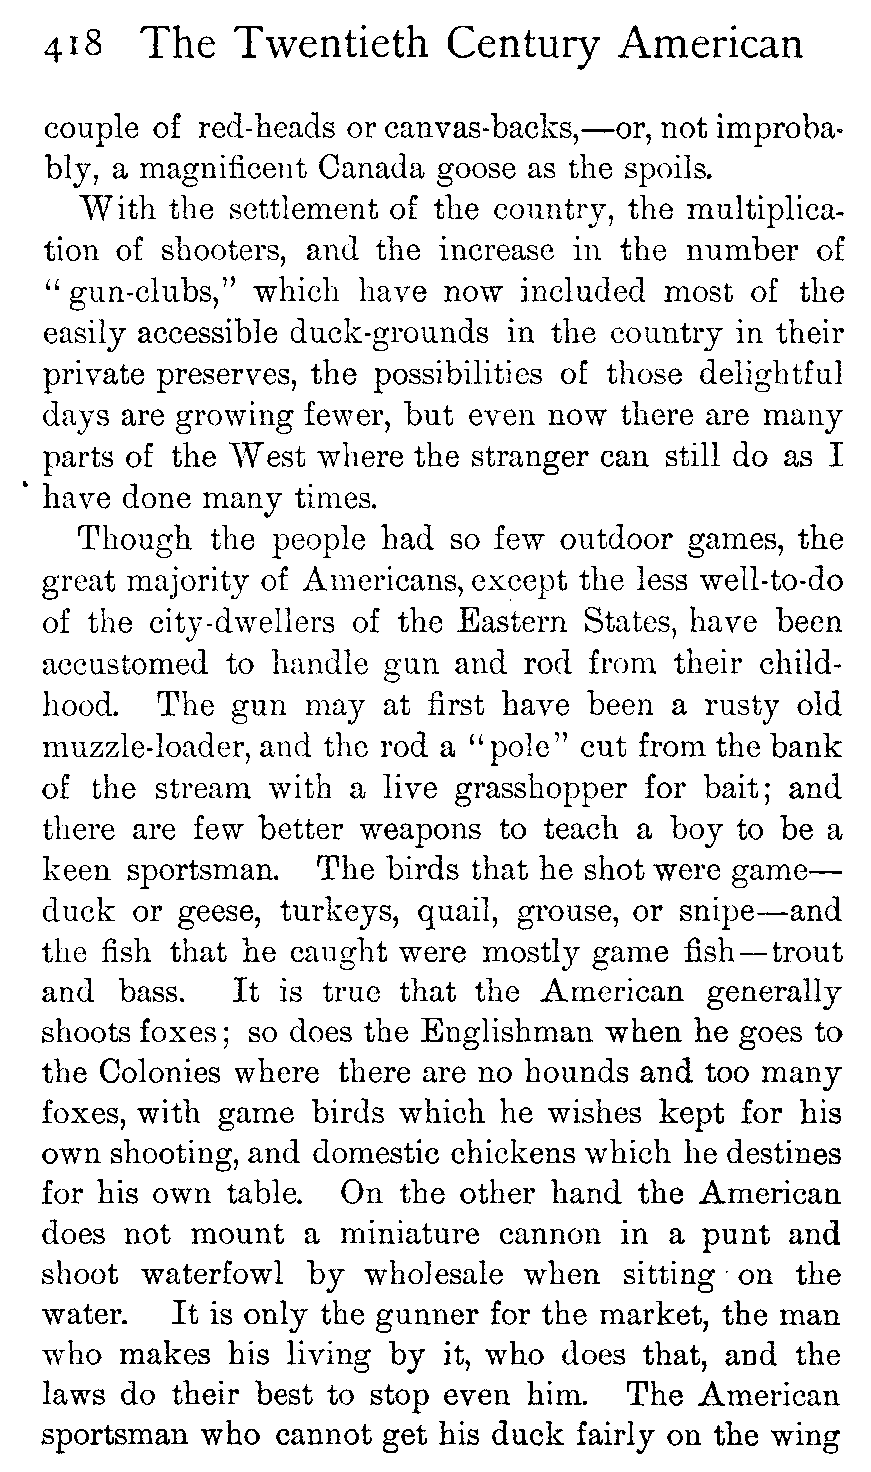 418 The Twentieth Century American
couple of red-heads or canvas-backs,—or, not improba-
bly, a magnificent Canada goose as the spoils.
With the settlement of the country, the multiplica-
tion of shooters, and the increase in the number of
"gun-clubs," which have now included most of the
easily accessible duck-grounds in the country in their
private preserves, the possibilities of those delightful
days are growing fewer, but even now there are many
parts of the West where the stranger can still do as I
have done many times.
Though the people had so few outdoor games, the
great majority of Americans, except the less well-to-do
of the city-dwellers of the Eastern States, have been
accustomed to handle gun and rod from their child-
hood. The gun may at first have been a rusty old
muzzle-loader, and the rod a "pole" cut from the bank
of the stream with a live grasshopper for bait; and
there are few better weapons to teach a boy to be a
keen sportsman. The birds that he shot were game—
duck or geese, turkeys, quail, grouse, or snipe—and
the fish that he caught were mostly game fish—trout
and bass. It is true that the American generally
shoots foxes; so does the Englishman when he goes to
the Colonies where there are no hounds and too many
foxes, with game birds which he wishes kept for his
own shooting, and domestic chickens which he destines
for his own table. On the other hand the American
does not mount a miniature cannon in a punt and
shoot waterfowl by wholesale when sitting on the
water. It is only the gunner for the market, the man
who makes his living by it, who does that, and the
laws do their best to stop even him. The American
sportsman who cannot get his duck fairly on the wing